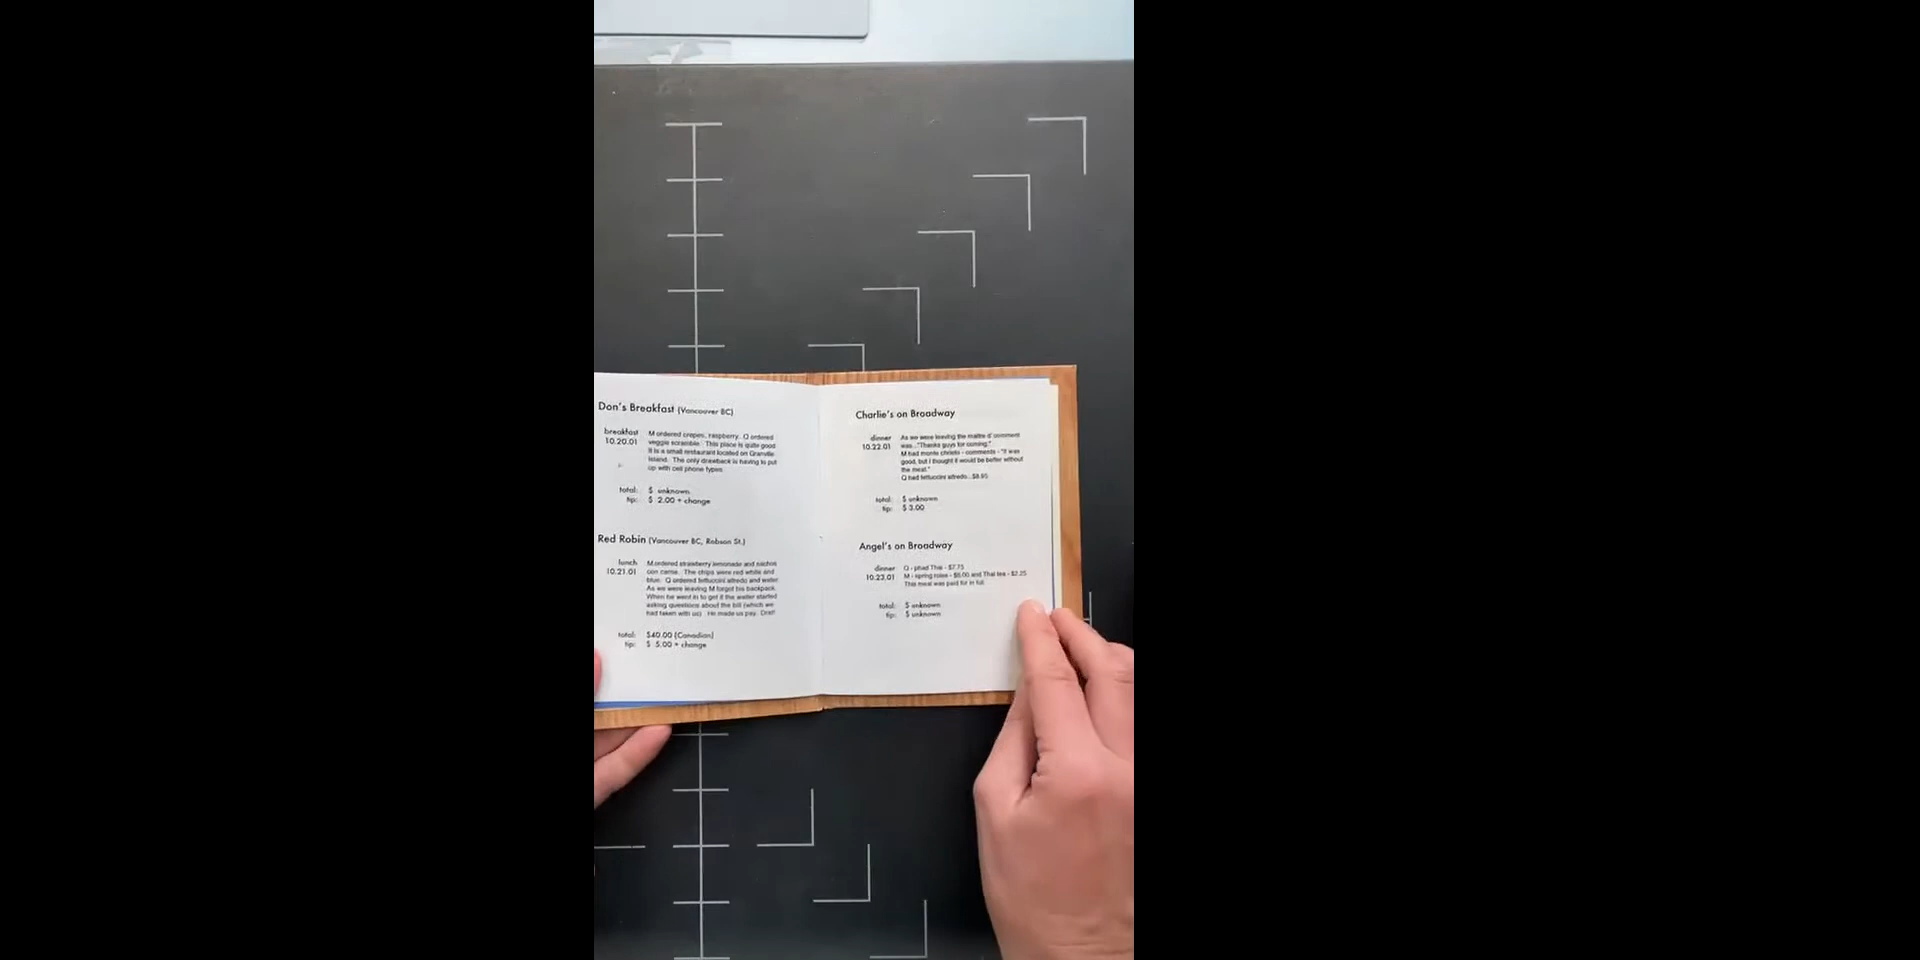 Don's Breakfast (Vancouver BC)
breakfast
10.20.01
M ordered crepes, raspberry. Q ordered
veggie scramble. This place is quite good.
It is a small restaurant located on Granville
Island. The only drawback is having to put
up with cell phone types.
total: $ unknown
tip: $ 2.00 + change
Red Robin (Vancouver BC, Robson St.)
lunch
10.21.01
M ordered strawberry lemonade and nachos
con carne. The chips were red white and
blue. Q ordered fettuccini alfredo and water.
As we were leaving M forgot his backpack.
When he went in to get it the waiter started
asking questions about the bill (which we
had taken with us). He made us pay. Drat!
total: $40.00 (Canadian)
tip: $ 5.00 + change
Charlie's on Broadway
dinner
10.22.01
As we were leaving the maitre d' comment
was..."Thanks guys for coming."
M had monte christo - comments - "it was
good, but I thought it would be better without
the meat."
Q had fettuccini alfredo...$8.95
total: $ unknown
tip: $ 3.00
Angel's on Broadway
dinner
10.23.01
Q - phad Thai - $7.75
M - spring rolls - $6.00 and Thai tea - $2.25
This meal was paid for in full.
total: $ unknown
tip: $ unknown